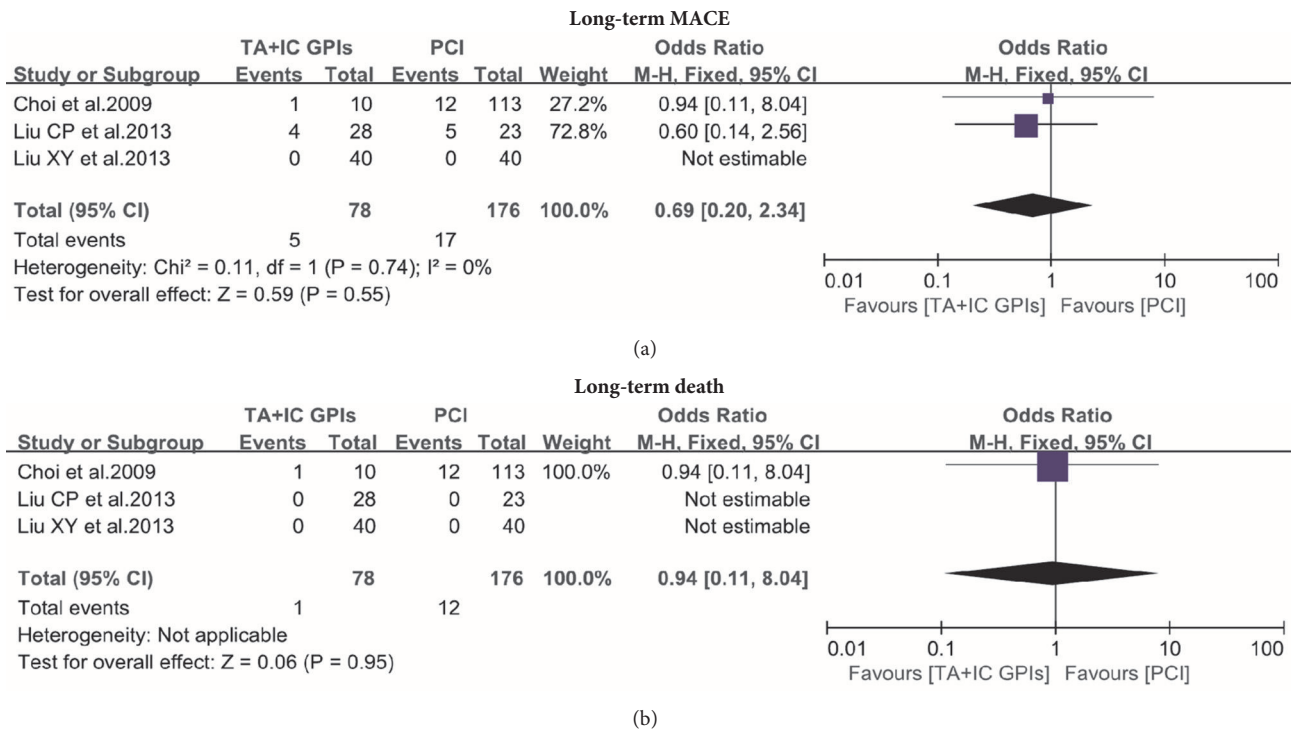 Long-term MACE
TA+IC GPIs PCI Odds Ratio Odds Ratio
Study or Subgroup Events Total Events Total Weight M-H, Fixed, 95% CI M-H, Fixed, 95% CI
Choi et al.2009 1 10 12 113 27.2% 0.94 [0.11, 8.04]
Liu CP et al.2013 4 28 5 23 72.8% 0.60 [0.14, 2.56]
Liu XY et al.2013 0 40 0 40 Not estimable
Total (95% CI) 78 176 100.0% 0.69 [0.20, 2.34]
Total events 5 17
Heterogeneity: Chi² = 0.11, df = 1 (P = 0.74); I² = 0%
Test for overall effect: Z = 0.59 (P = 0.55)
0.01 0.1 1 10 100
Favours [TA+IC GPIs] Favours [PCI]
(a)
Long-term death
TA+IC GPIs PCI Odds Ratio Odds Ratio
Study or Subgroup Events Total Events Total Weight M-H, Fixed, 95% CI M-H, Fixed, 95% CI
Choi et al.2009 1 10 12 113 100.0% 0.94 [0.11, 8.04]
Liu CP et al.2013 0 28 0 23 Not estimable
Liu XY et al.2013 0 40 0 40 Not estimable
Total (95% CI) 78 176 100.0% 0.94 [0.11, 8.04]
Total events 1 12
Heterogeneity: Not applicable
Test for overall effect: Z = 0.06 (P = 0.95)
0.01 0.1 1 10 100
Favours [TA+IC GPIs] Favours [PCI]
(b)